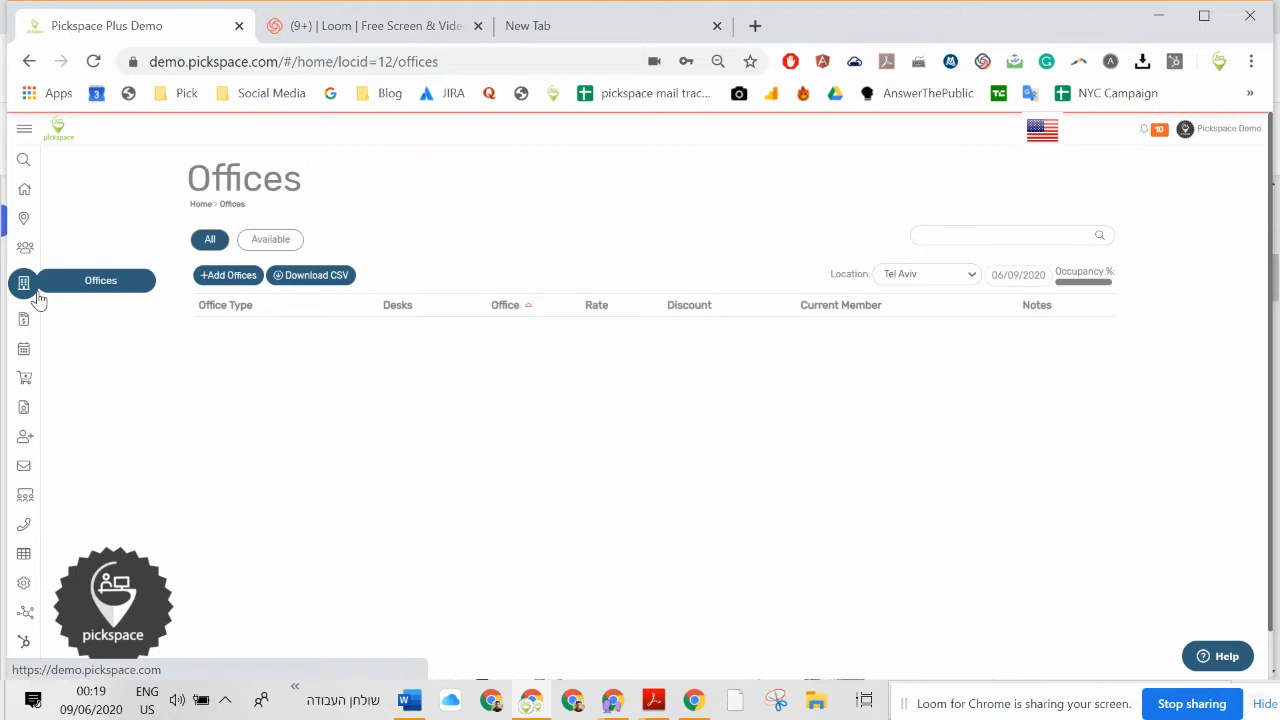 Pickspace Plus Demo
(9+) | Loom | Free Screen & Vide
New Tab
demo.pickspace.com/#/home/locid=12/offices
Apps
3
Pick
Social Media
Blog
JIRA
pickspace mail trac...
AnswerThePublic
TC
NYC Campaign
»
pickspace
10
Pickspace Demo
Offices
Home > Offices
All
Available
+Add Offices
Download CSV
Location:
Tel Aviv
06/09/2020
Occupancy %:
Offices
Office Type
Desks
Office
Rate
Discount
Current Member
Notes
pickspace
Help
https://demo.pickspace.com
00:19
09/06/2020
ENG
US
«
שולחן העבודה
Loom for Chrome is sharing your screen.
Stop sharing
Hide